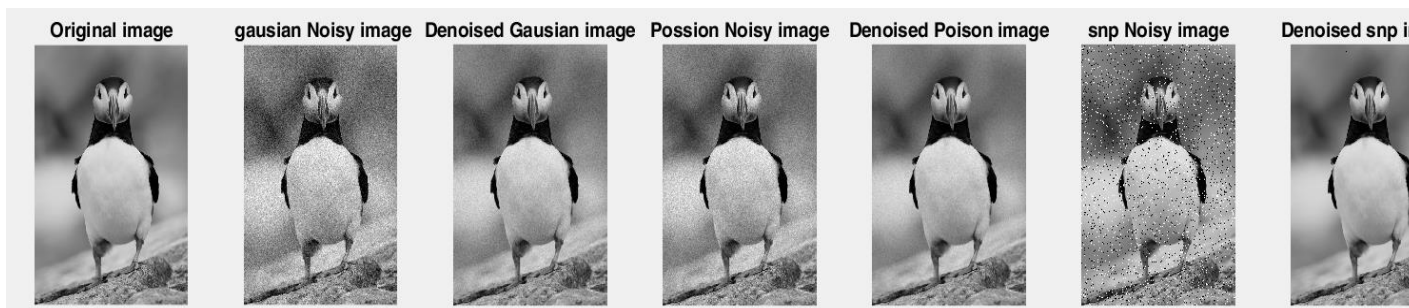 Original image
gausian Noisy image
Denoised Gausian image
Possion Noisy image
Denoised Poison image
snp Noisy image
Denoised snp